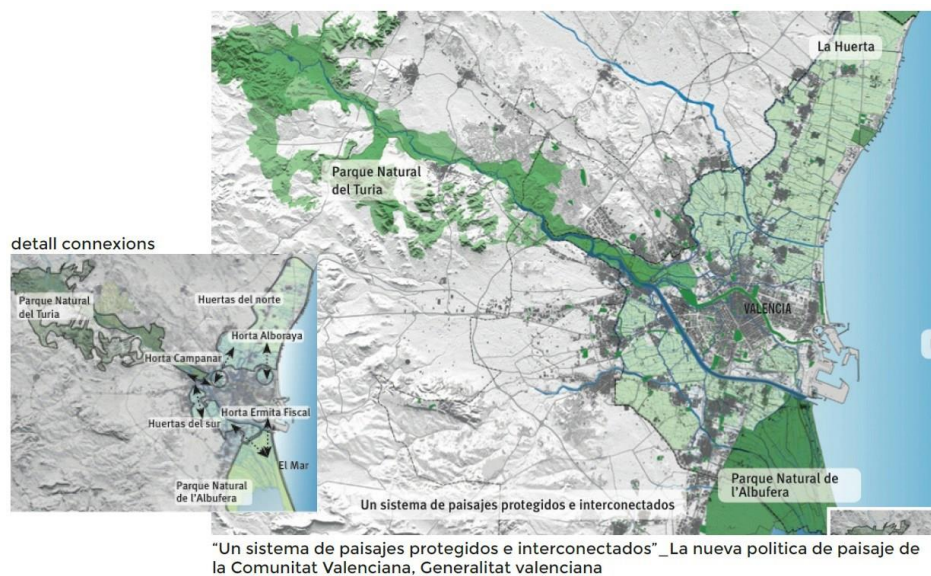 La Huerta
Parque Natural
del Turia
VALENCIA
Parque Natural de
l'Albufera
Un sistema de paisajes protegidos e interconectados
detall connexions
Parque Natural
del Turia
Huertas del norte
Horta Alboraya
Horta Campanar
Horta Ermita Fiscal
Huertas del sur
El Mar
Parque Natural
de l'Albufera
"Un sistema de paisajes protegidos e interconectados"_La nueva politica de paisaje de
la Comunitat Valenciana, Generalitat valenciana